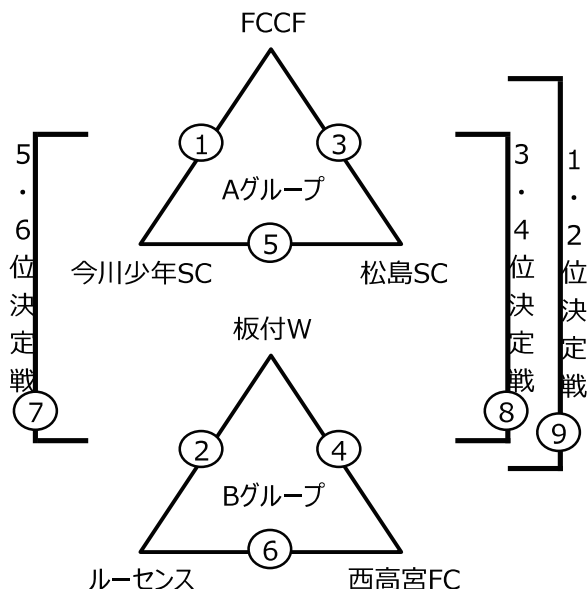 FCCF
①
③
Aグループ
⑤
今川少年SC
松島SC
板付W
②
④
Bグループ
⑥
ルーセンス
西高宮FC
5・6位決定戦
⑦
3・4位決定戦
⑧
1・2位決定戦
⑨